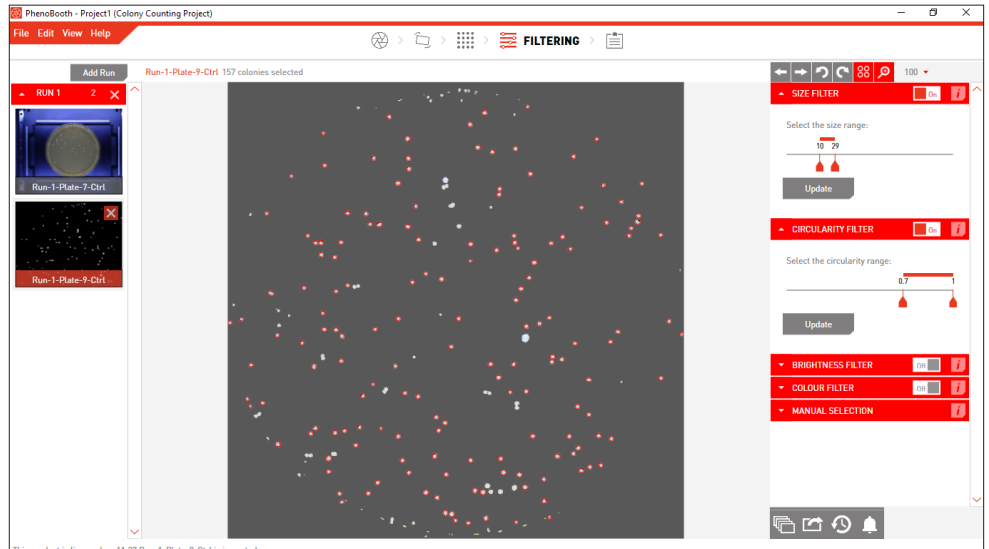 PhenoBooth - Project1 (Colony Counting Project)
File Edit View Help
FILTERING
Add Run
Run-1-Plate-9-Ctrl 157 colonies selected
100
RUN 1 2
Run-1-Plate-7-Ctrl
Run-1-Plate-9-Ctrl
SIZE FILTER On i
Select the size range:
10 29
Update
CIRCULARITY FILTER On i
Select the circularity range:
0.7 1
Update
BRIGHTNESS FILTER Off i
COLOUR FILTER Off i
MANUAL SELECTION i